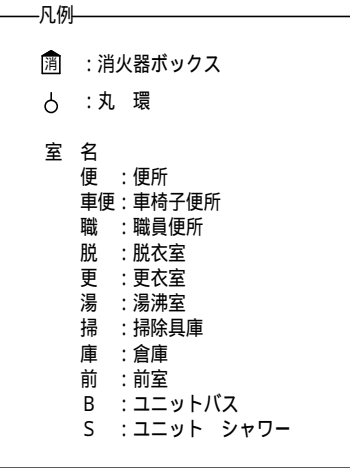 凡例
消 ：消火器ボックス
：丸　環
室　名
便　：便所
車便：車椅子便所
職　：職員便所
脱　：脱衣室
更　：更衣室
湯　：湯沸室
掃　：掃除具庫
庫　：倉庫
前　：前室
B　：ユニットバス
S　：ユニット　シャワー